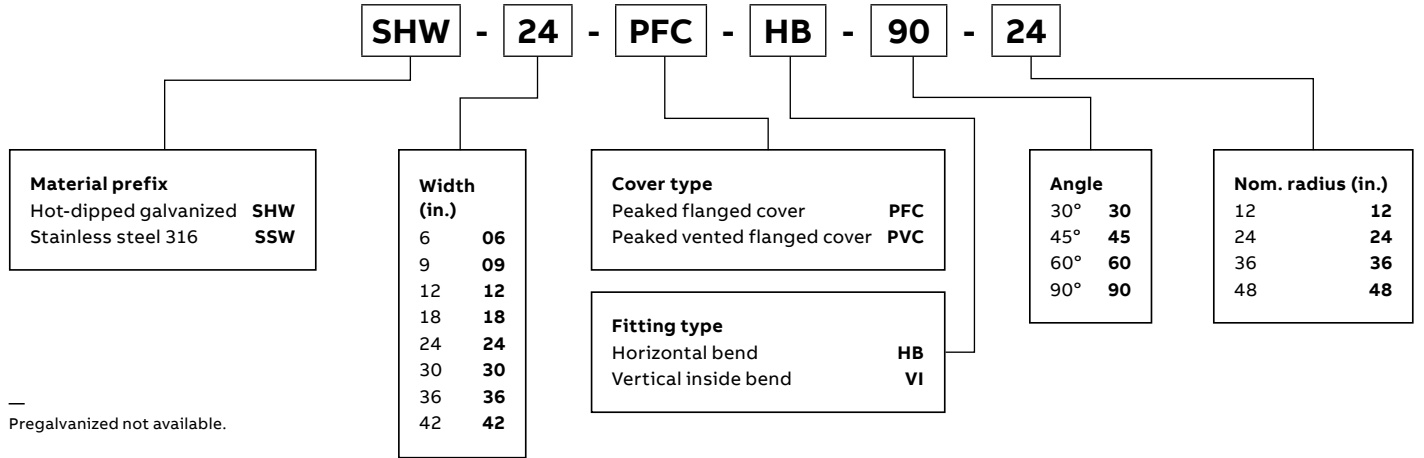 SHW - 24 - PFC - HB - 90 - 24
Material prefix
Hot-dipped galvanized SHW
Stainless steel 316 SSW
Width
(in.)
6 06
9 09
12 12
18 18
24 24
30 30
36 36
42 42
Cover type
Peaked flanged cover PFC
Peaked vented flanged cover PVC
Fitting type
Horizontal bend HB
Vertical inside bend VI
Angle
30° 30
45° 45
60° 60
90° 90
Nom. radius (in.)
12 12
24 24
36 36
48 48
—
Pregalvanized not available.